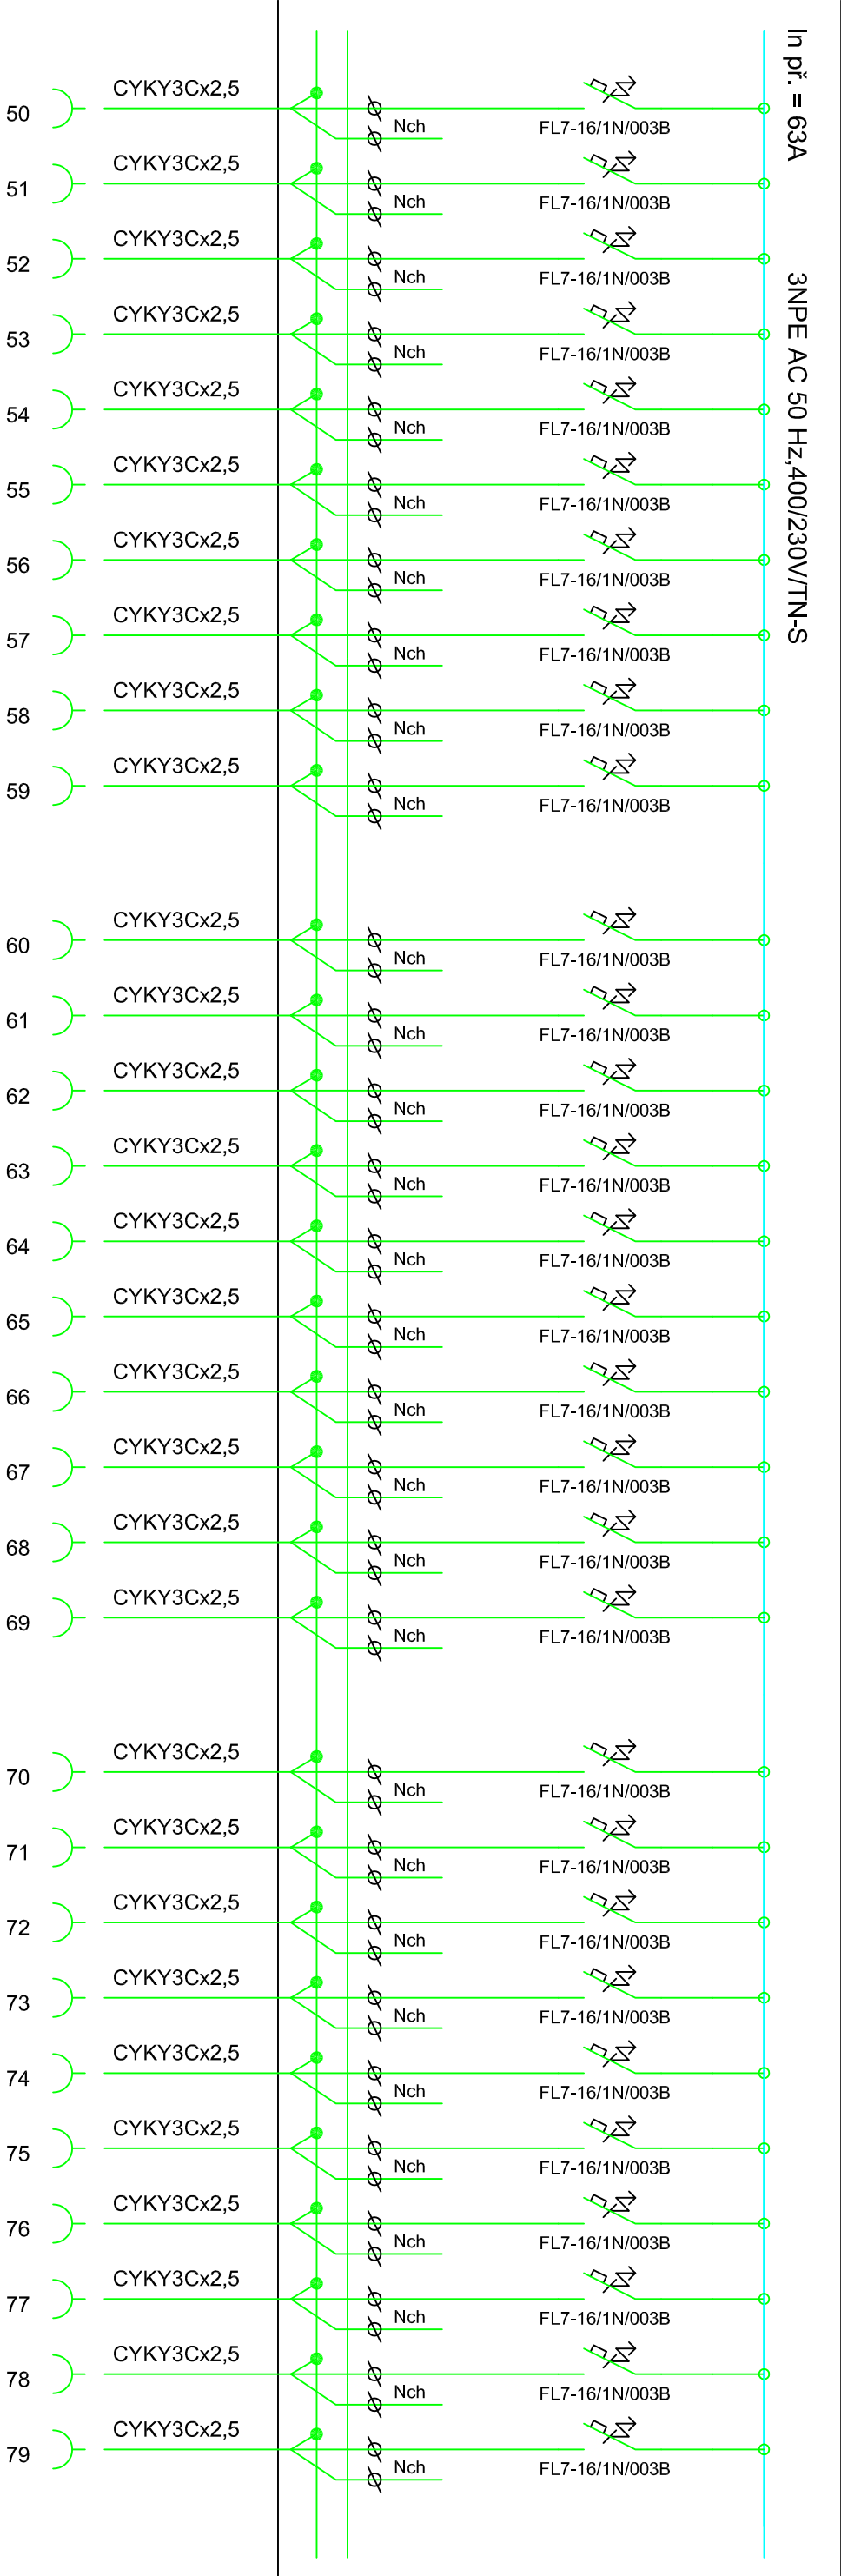 In př. = 63A
3NPE AC 50 Hz,400/230V/TN-S
50 CYKY3Cx2,5 Nch FL7-16/1N/003B
51 CYKY3Cx2,5 Nch FL7-16/1N/003B
52 CYKY3Cx2,5 Nch FL7-16/1N/003B
53 CYKY3Cx2,5 Nch FL7-16/1N/003B
54 CYKY3Cx2,5 Nch FL7-16/1N/003B
55 CYKY3Cx2,5 Nch FL7-16/1N/003B
56 CYKY3Cx2,5 Nch FL7-16/1N/003B
57 CYKY3Cx2,5 Nch FL7-16/1N/003B
58 CYKY3Cx2,5 Nch FL7-16/1N/003B
59 CYKY3Cx2,5 Nch FL7-16/1N/003B
60 CYKY3Cx2,5 Nch FL7-16/1N/003B
61 CYKY3Cx2,5 Nch FL7-16/1N/003B
62 CYKY3Cx2,5 Nch FL7-16/1N/003B
63 CYKY3Cx2,5 Nch FL7-16/1N/003B
64 CYKY3Cx2,5 Nch FL7-16/1N/003B
65 CYKY3Cx2,5 Nch FL7-16/1N/003B
66 CYKY3Cx2,5 Nch FL7-16/1N/003B
67 CYKY3Cx2,5 Nch FL7-16/1N/003B
68 CYKY3Cx2,5 Nch FL7-16/1N/003B
69 CYKY3Cx2,5 Nch FL7-16/1N/003B
70 CYKY3Cx2,5 Nch FL7-16/1N/003B
71 CYKY3Cx2,5 Nch FL7-16/1N/003B
72 CYKY3Cx2,5 Nch FL7-16/1N/003B
73 CYKY3Cx2,5 Nch FL7-16/1N/003B
74 CYKY3Cx2,5 Nch FL7-16/1N/003B
75 CYKY3Cx2,5 Nch FL7-16/1N/003B
76 CYKY3Cx2,5 Nch FL7-16/1N/003B
77 CYKY3Cx2,5 Nch FL7-16/1N/003B
78 CYKY3Cx2,5 Nch FL7-16/1N/003B
79 CYKY3Cx2,5 Nch FL7-16/1N/003B